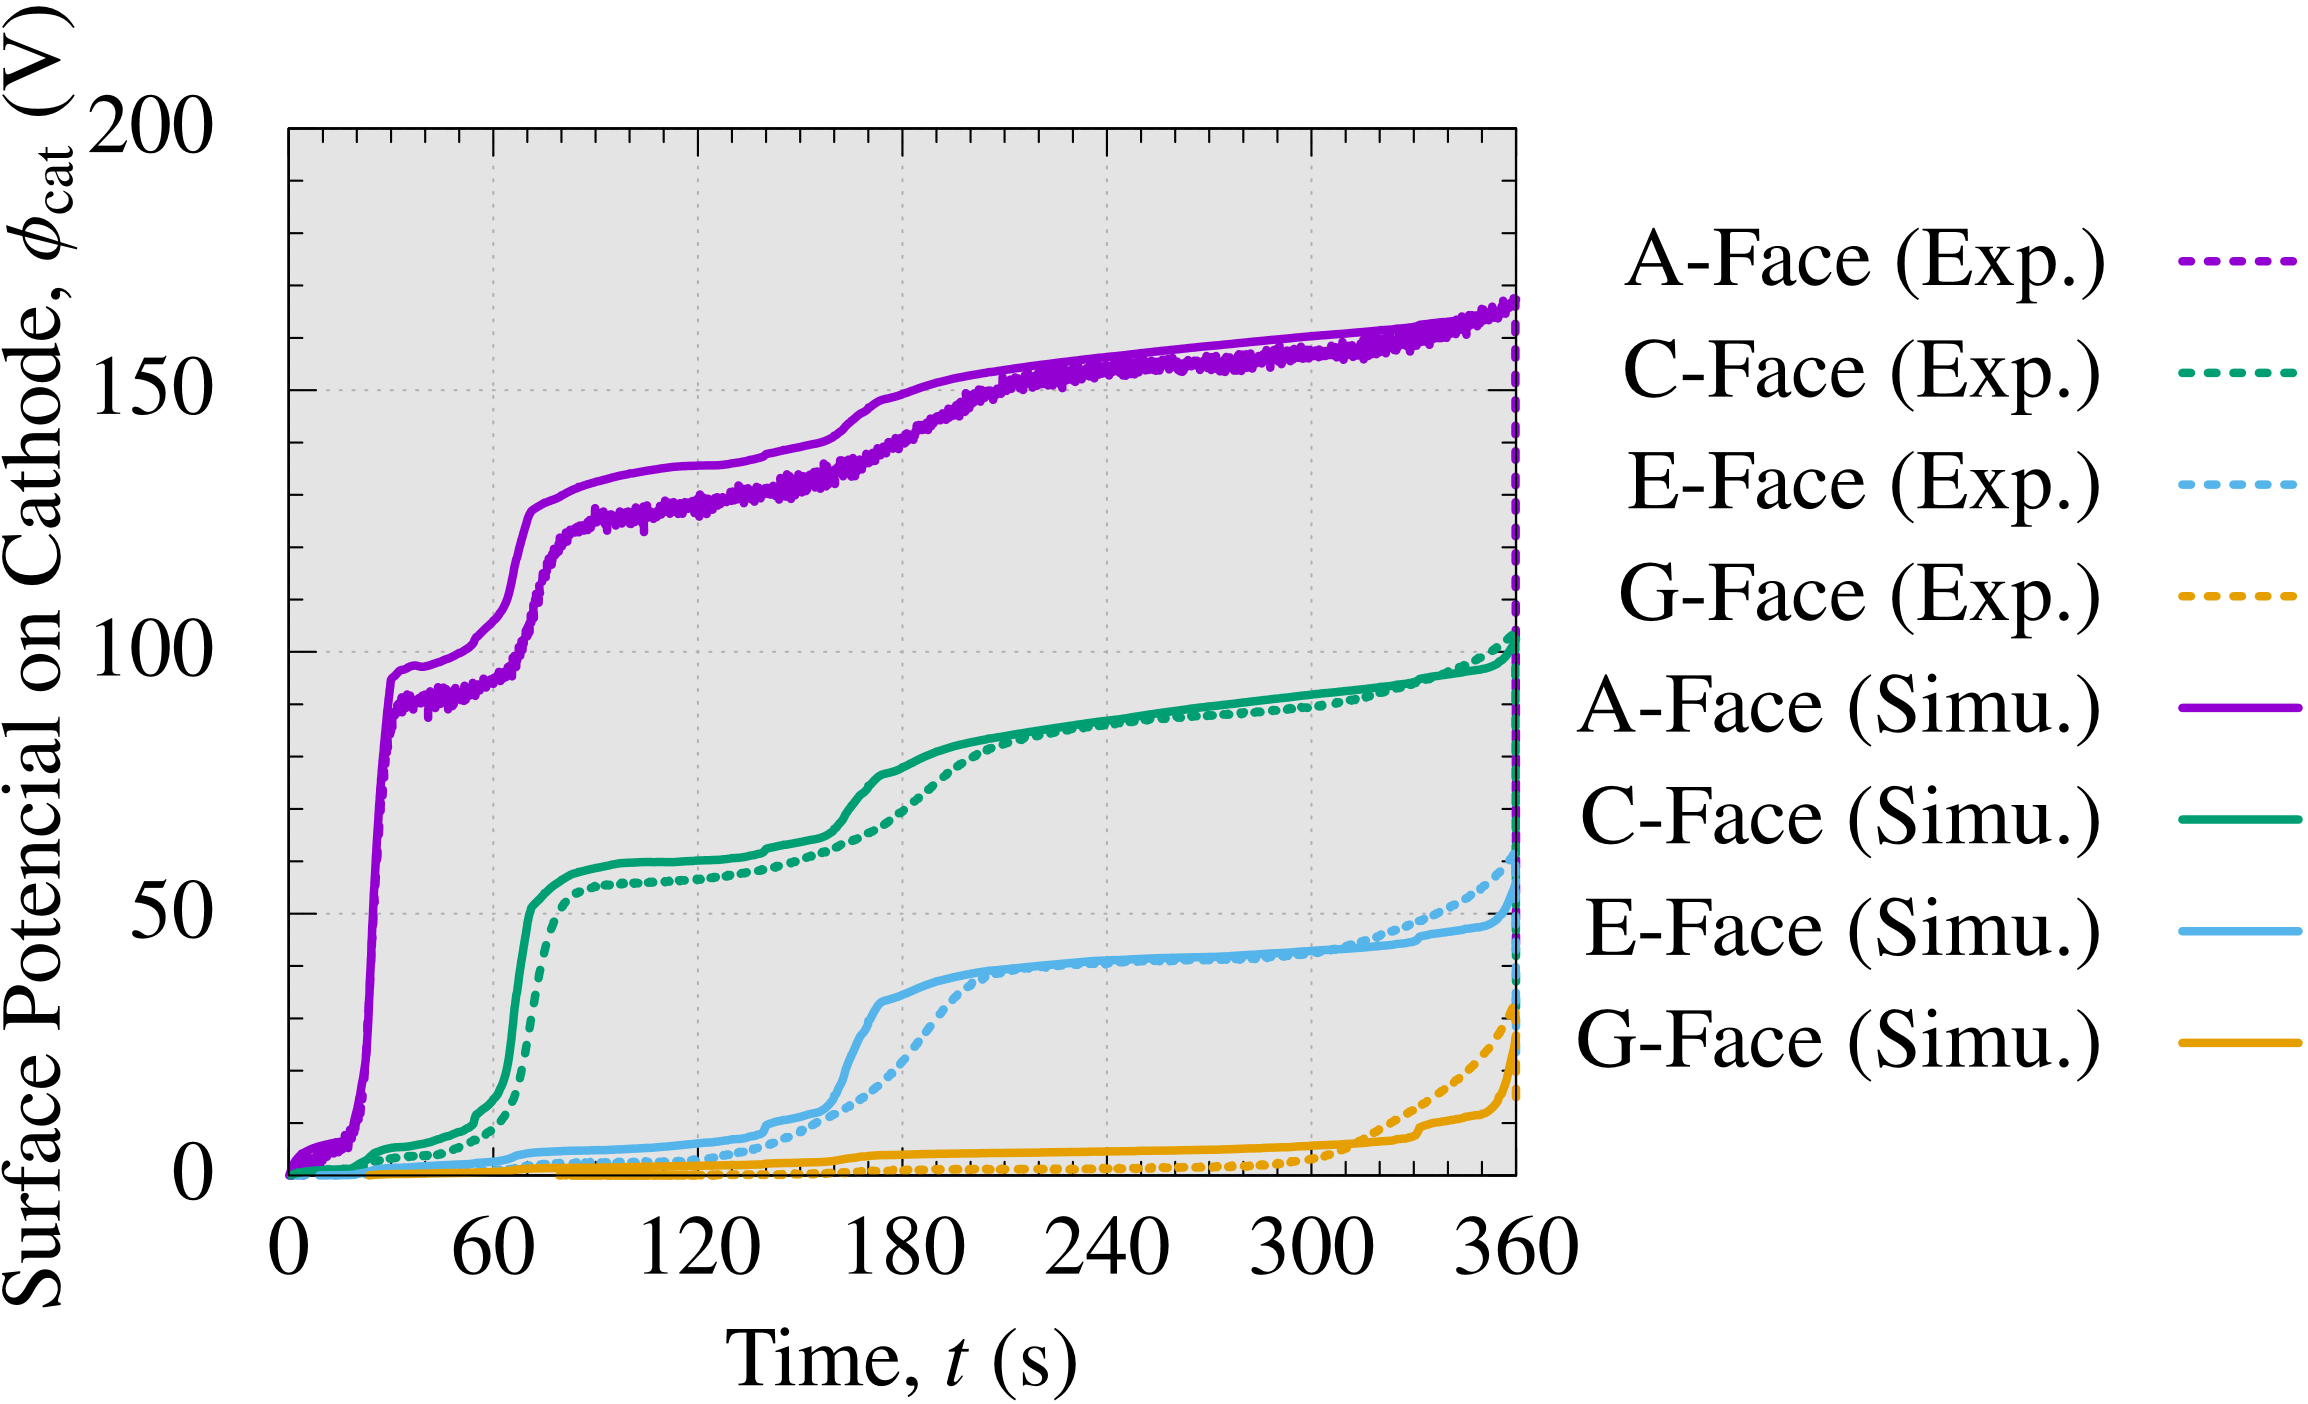 Surface Potencial on Cathode, ϕcat (V)
200
150
100
50
0
0 60 120 180 240 300 360
Time, t (s)
A-Face (Exp.)
C-Face (Exp.)
E-Face (Exp.)
G-Face (Exp.)
A-Face (Simu.)
C-Face (Simu.)
E-Face (Simu.)
G-Face (Simu.)